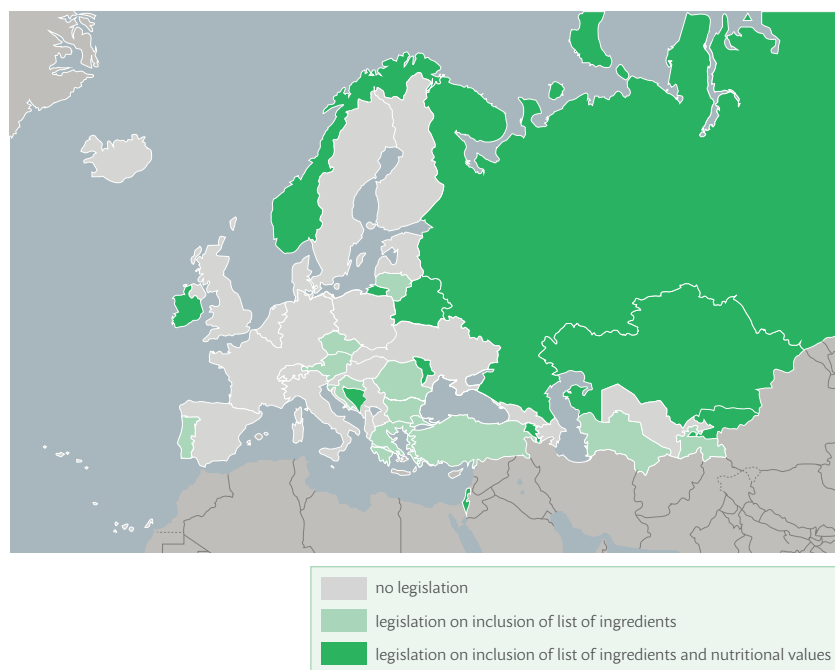 no legislation
legislation on inclusion of list of ingredients
legislation on inclusion of list of ingredients and nutritional values